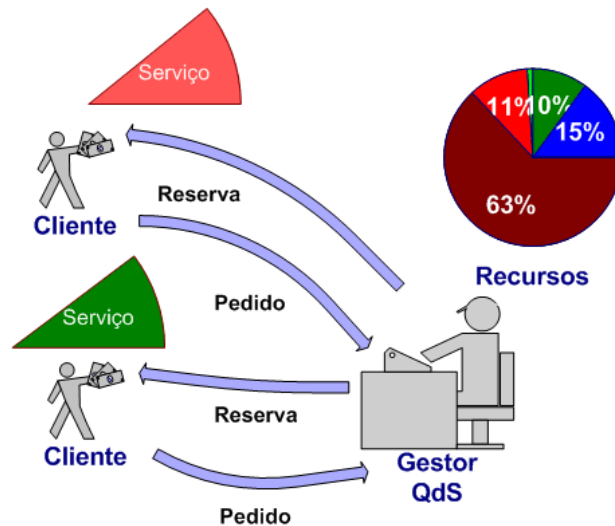 Serviço
11%
10%
15%
63%
Reserva
Cliente
Recursos
Pedido
Serviço
Reserva
Cliente
Gestor
QdS
Pedido